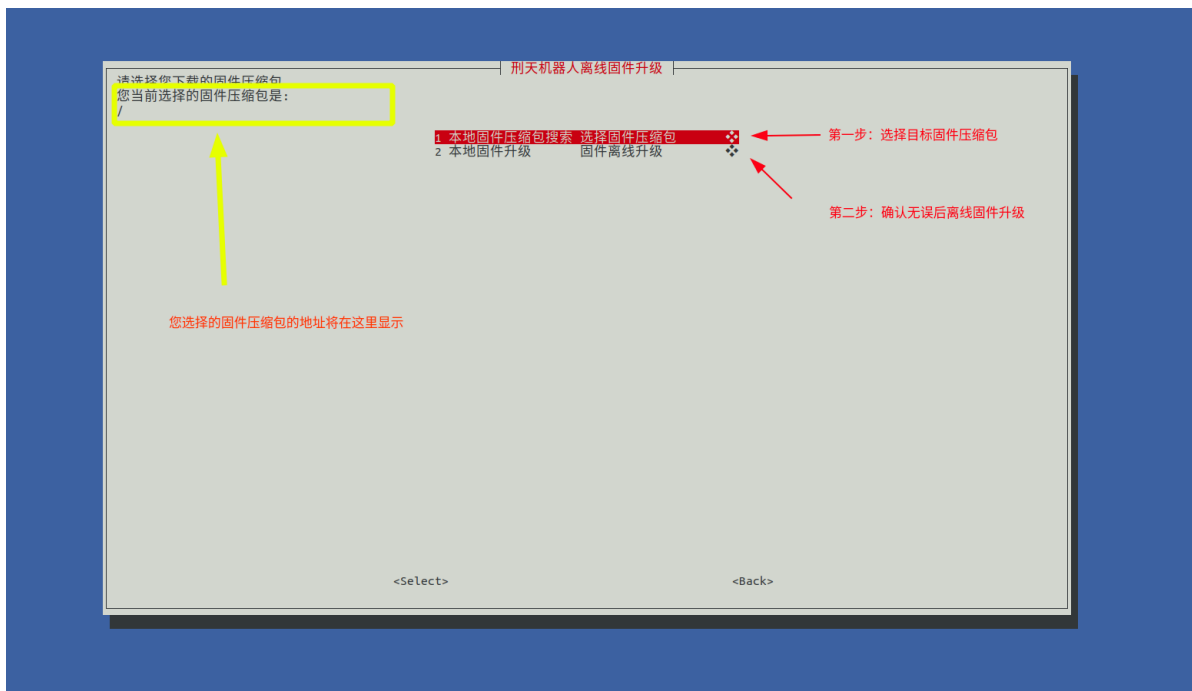 刑天机器人离线固件升级
请选择您下载的固件压缩包
您当前选择的固件压缩包是:
/
1 本地固件压缩包搜索 选择固件压缩包
2 本地固件升级 固件离线升级
第一步: 选择目标固件压缩包
第二步: 确认无误后离线固件升级
您选择的固件压缩包的地址将在这里显示
<Select> <Back>